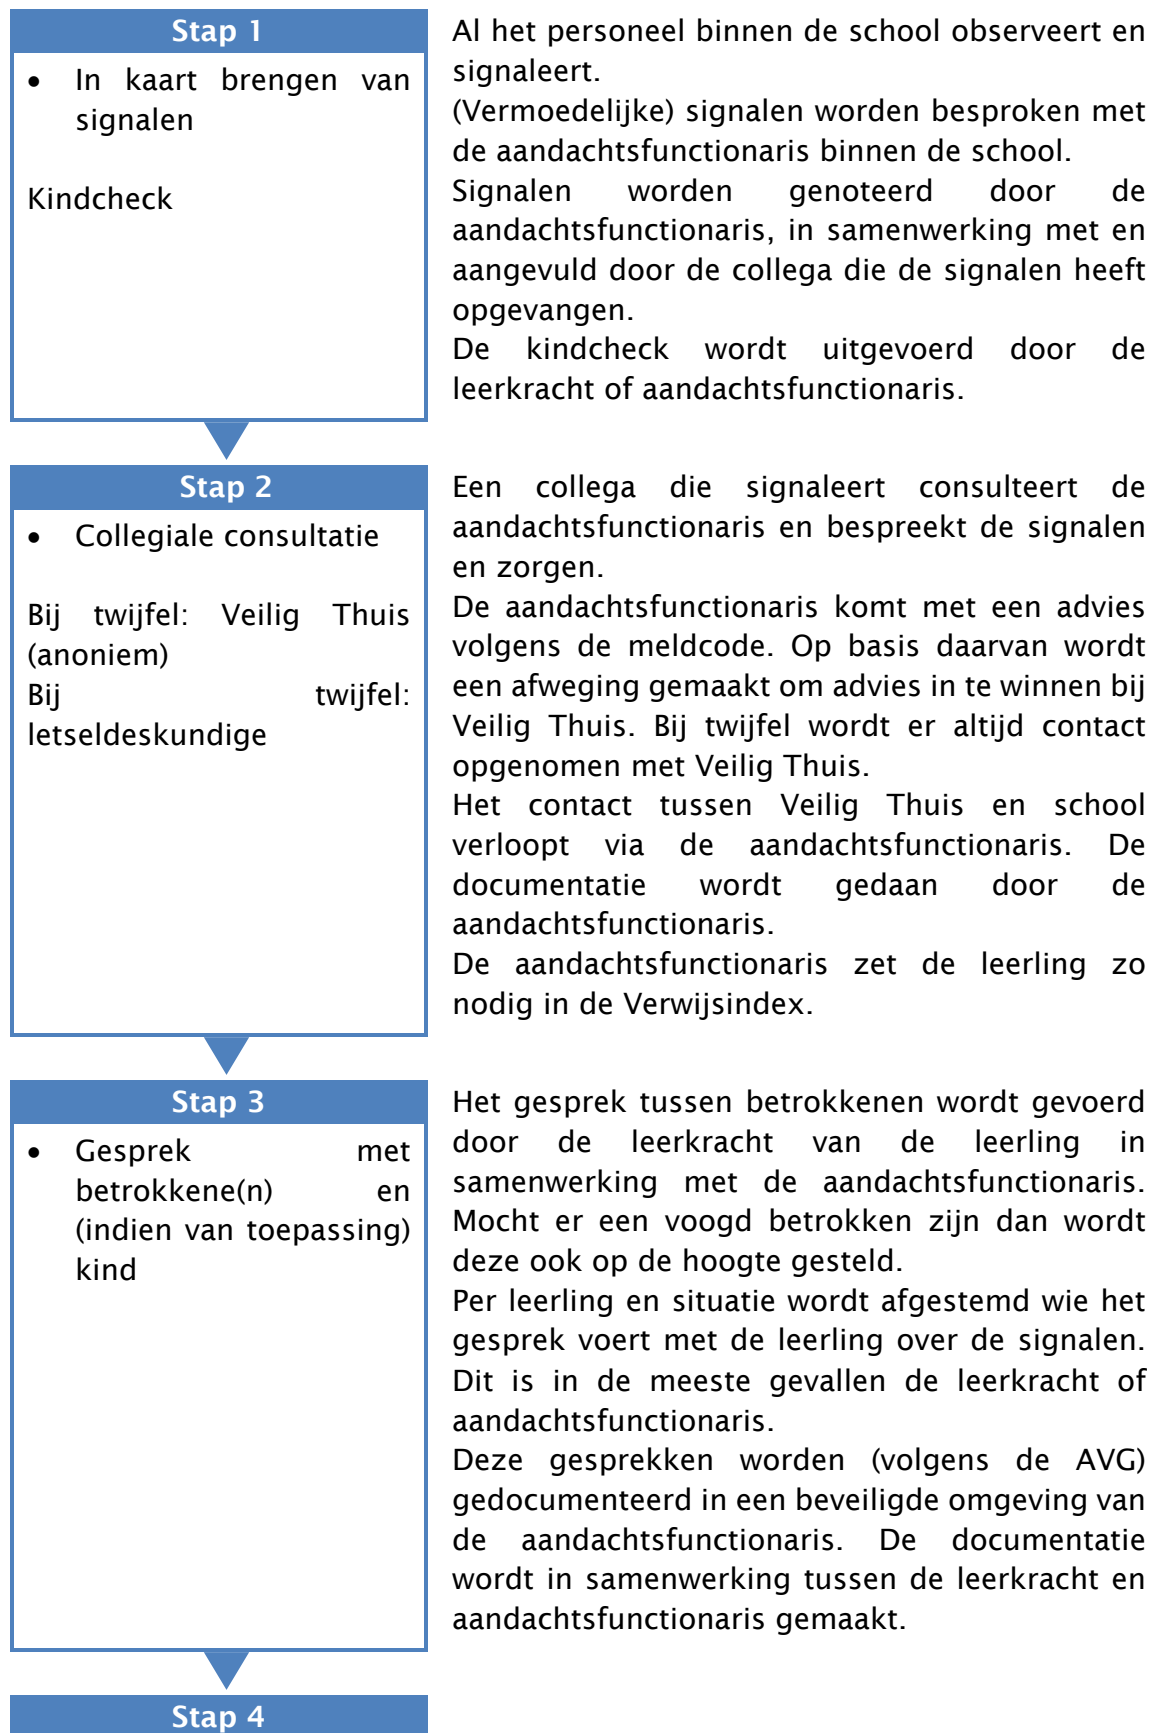 Stap 1
• In kaart brengen van
signalen
Kindcheck
Al het personeel binnen de school observeert en
signaleert.
(Vermoedelijke) signalen worden besproken met
de aandachtsfunctionaris binnen de school.
Signalen worden genoteerd door de
aandachtsfunctionaris, in samenwerking met en
aangevuld door de collega die de signalen heeft
opgevangen.
De kindcheck wordt uitgevoerd door de
leerkracht of aandachtsfunctionaris.
Stap 2
• Collegiale consultatie
Bij twijfel: Veilig Thuis
(anoniem)
Bij twijfel:
letseldeskundige
Een collega die signaleert consulteert de
aandachtsfunctionaris en bespreekt de signalen
en zorgen.
De aandachtsfunctionaris komt met een advies
volgens de meldcode. Op basis daarvan wordt
een afweging gemaakt om advies in te winnen bij
Veilig Thuis. Bij twijfel wordt er altijd contact
opgenomen met Veilig Thuis.
Het contact tussen Veilig Thuis en school
verloopt via de aandachtsfunctionaris. De
documentatie wordt gedaan door de
aandachtsfunctionaris.
De aandachtsfunctionaris zet de leerling zo
nodig in de Verwijsindex.
Stap 3
• Gesprek met
betrokkene(n) en
(indien van toepassing)
kind
Het gesprek tussen betrokkenen wordt gevoerd
door de leerkracht van de leerling in
samenwerking met de aandachtsfunctionaris.
Mocht er een voogd betrokken zijn dan wordt
deze ook op de hoogte gesteld.
Per leerling en situatie wordt afgestemd wie het
gesprek voert met de leerling over de signalen.
Dit is in de meeste gevallen de leerkracht of
aandachtsfunctionaris.
Deze gesprekken worden (volgens de AVG)
gedocumenteerd in een beveiligde omgeving van
de aandachtsfunctionaris. De documentatie
wordt in samenwerking tussen de leerkracht en
aandachtsfunctionaris gemaakt.
Stap 4